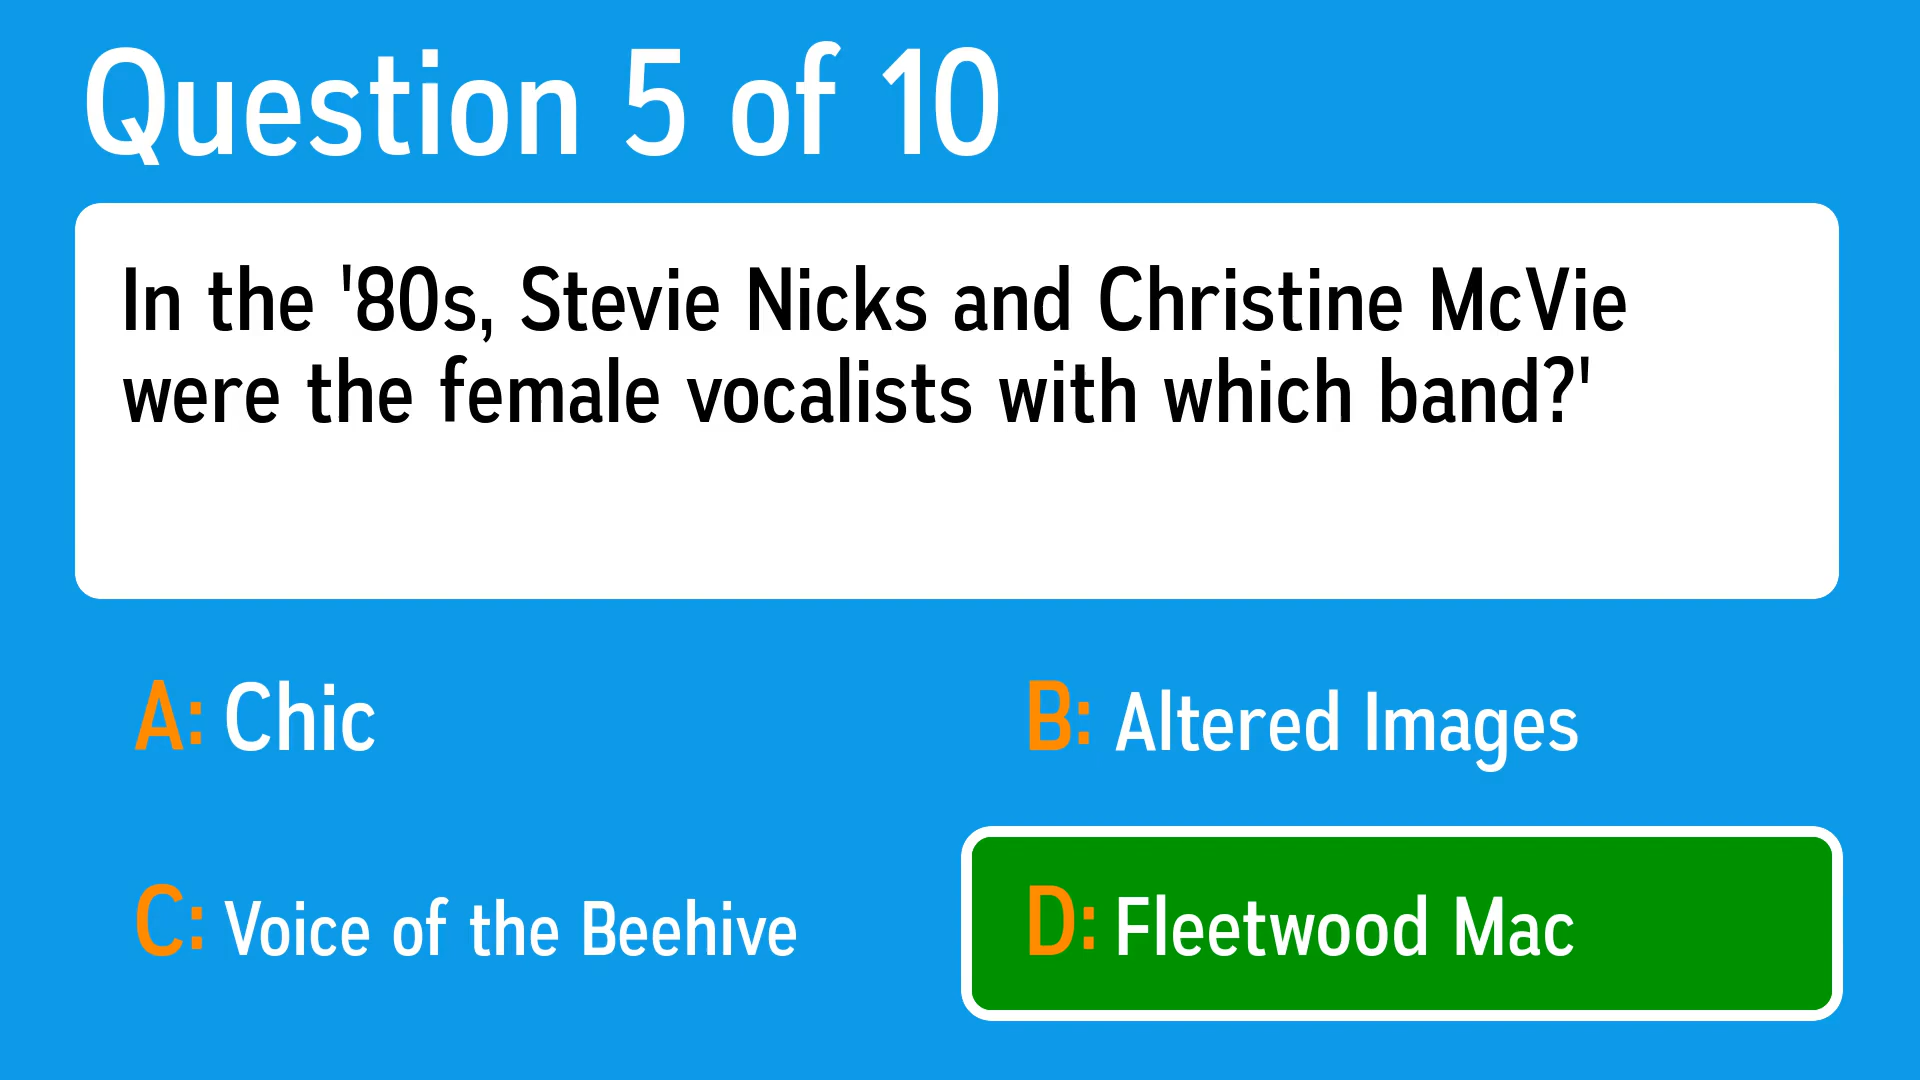 Question 5 of 10
In the '80s, Stevie Nicks and Christine McVie
were the female vocalists with which band?'
A: Chic
B: Altered Images
C: Voice of the Beehive
D: Fleetwood Mac